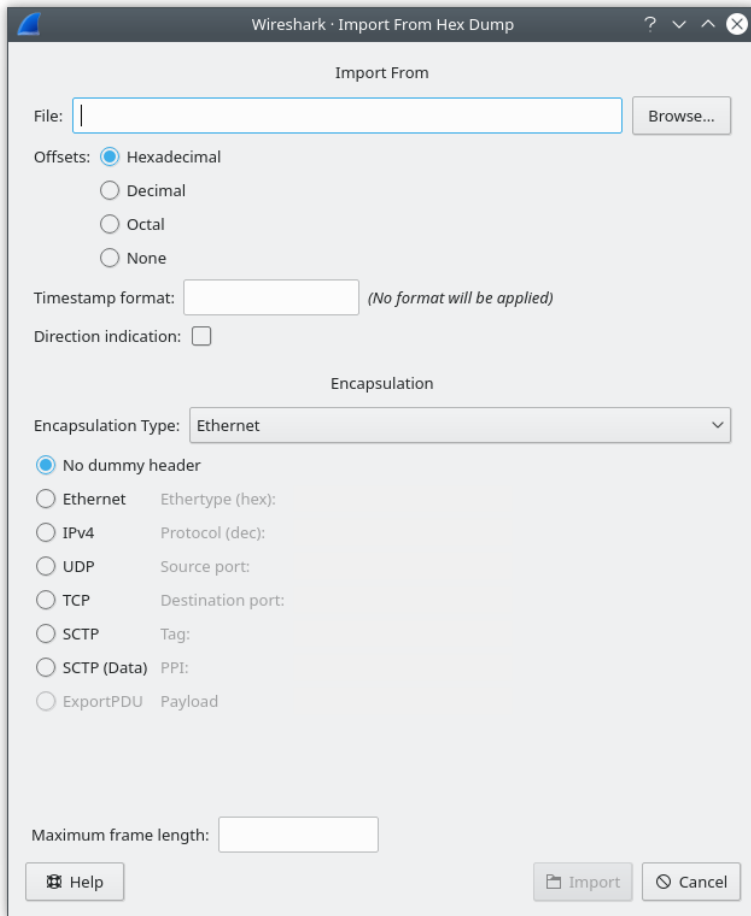 Wireshark · Import From Hex Dump
Import From
File: Browse...
Offsets: Hexadecimal
Decimal
Octal
None
Timestamp format: (No format will be applied)
Direction indication:
Encapsulation
Encapsulation Type: Ethernet
No dummy header
Ethernet Ethertype (hex):
IPv4 Protocol (dec):
UDP Source port:
TCP Destination port:
SCTP Tag:
SCTP (Data) PPI:
ExportPDU Payload
Maximum frame length:
Help Import Cancel